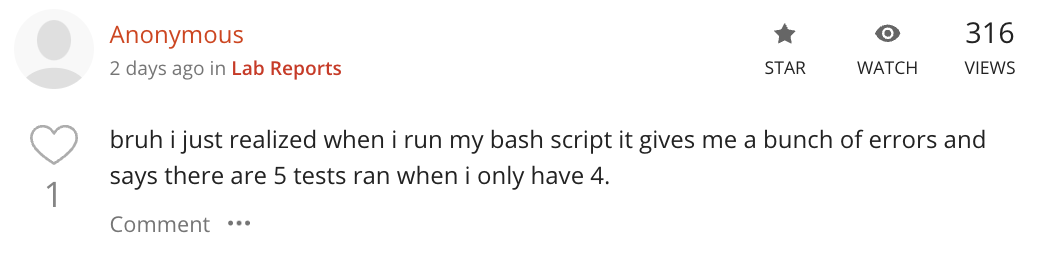 Anonymous
2 days ago in Lab Reports
STAR
WATCH
316
VIEWS
bruh i just realized when i run my bash script it gives me a bunch of errors and
says there are 5 tests ran when i only have 4.
1
Comment ···